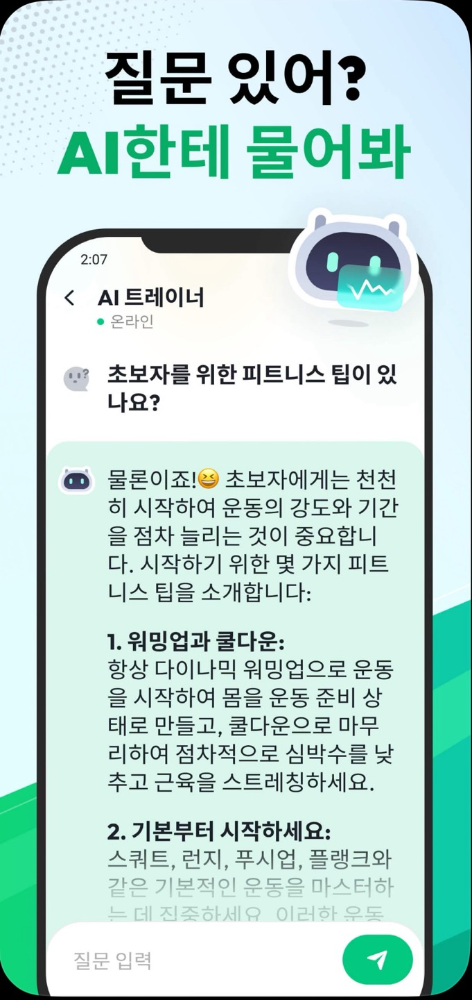 질문 있어?
AI한테 물어봐
2:07
AI 트레이너
온라인
초보자를 위한 피트니스 팁이 있
나요?
물론이죠!😆 초보자에게는 천천
히 시작하여 운동의 강도와 기간
을 점차 늘리는 것이 중요합니
다. 시작하기 위한 몇 가지 피트
니스 팁을 소개합니다:
1. 워밍업과 쿨다운:
항상 다이나믹 워밍업으로 운동
을 시작하여 몸을 운동 준비 상
태로 만들고, 쿨다운으로 마무
리하여 점차적으로 심박수를 낮
추고 근육을 스트레칭하세요.
2. 기본부터 시작하세요:
스쿼트, 런지, 푸시업, 플랭크와
같은 기본적인 운동을 마스터하
는 데 집중하세요. 이러한 운동
질문 입력